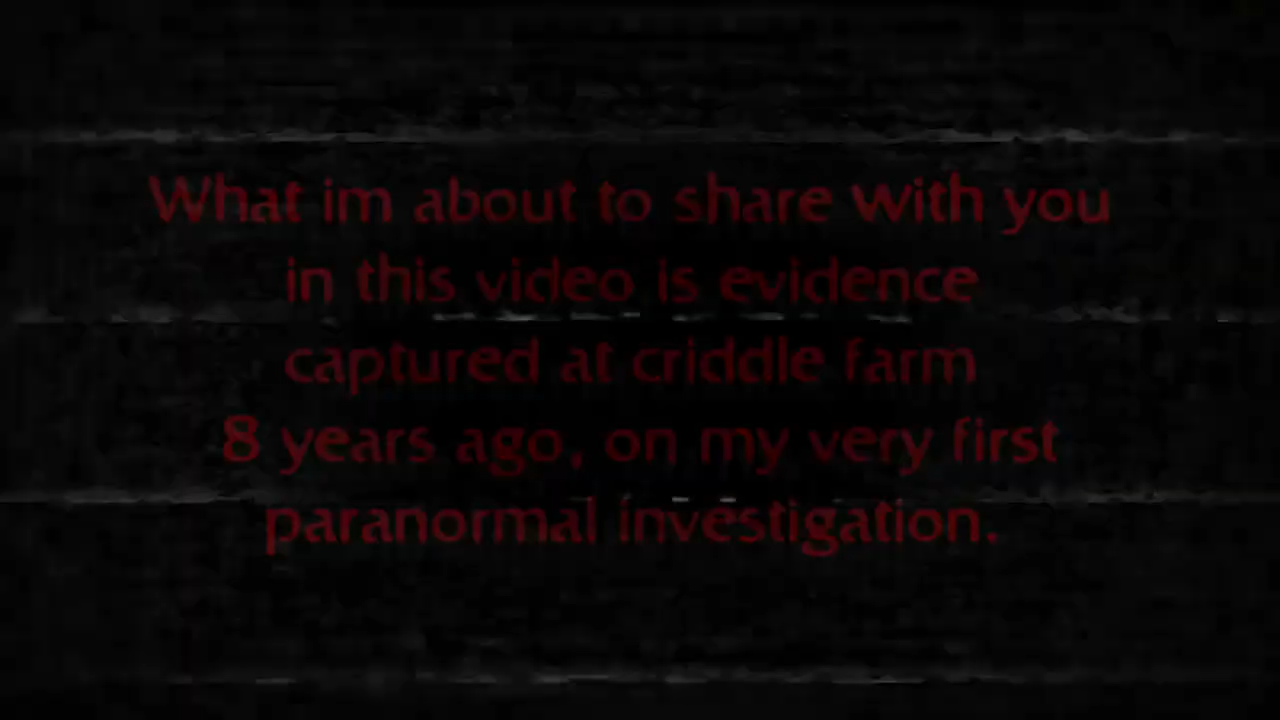 What im about to share with you
in this video is evidence
captured at criddle farm
8 years ago, on my very first
paranormal investigation.